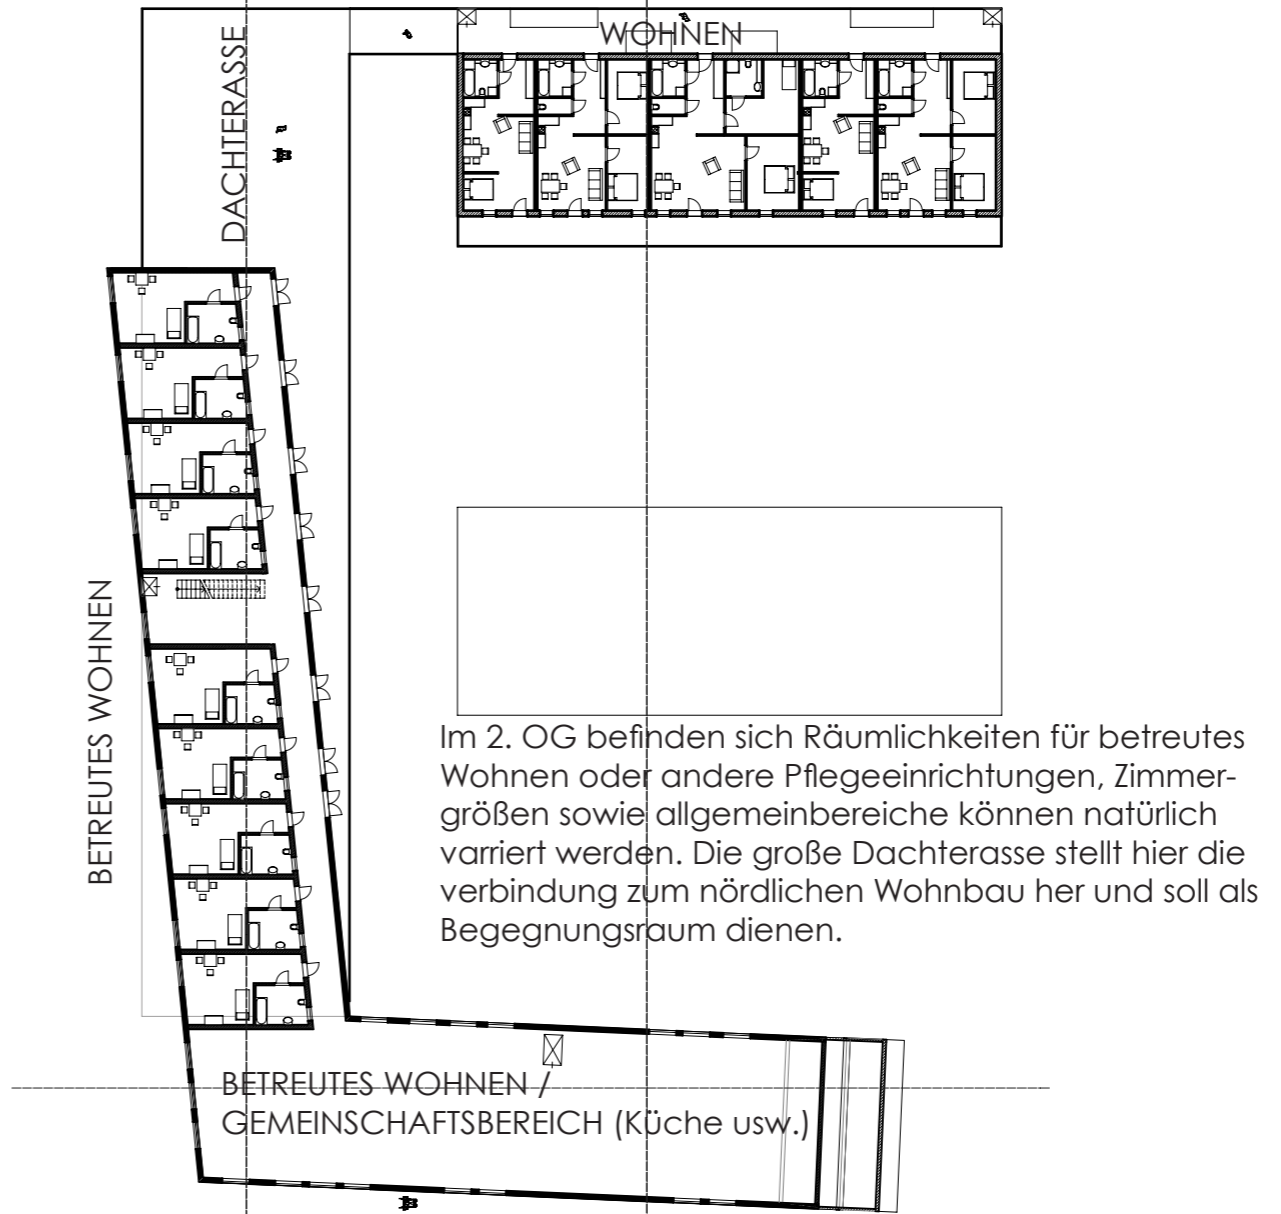 WOHNEN
DACHTERASSE
BETREUTES WOHNEN
Im 2. OG befinden sich Räumlichkeiten für betreutes
Wohnen oder andere Pflegeeinrichtungen, Zimmer-
größen sowie allgemeinbereiche können natürlich
varriert werden. Die große Dachterasse stellt hier die
verbindung zum nördlichen Wohnbau her und soll als
Begegnungsraum dienen.
BETREUTES WOHNEN /
GEMEINSCHAFTSBEREICH (Küche usw.)